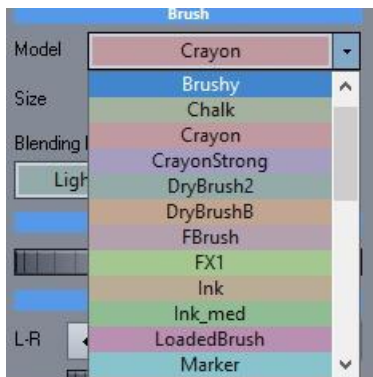 Brush
Model Crayon
Size
Brushy
Chalk
Crayon
Blending
CrayonStrong
Ligh
DryBrush2
DryBrushB
FBrush
FX1
Ink
Ink_med
L-R
LoadedBrush
Marker